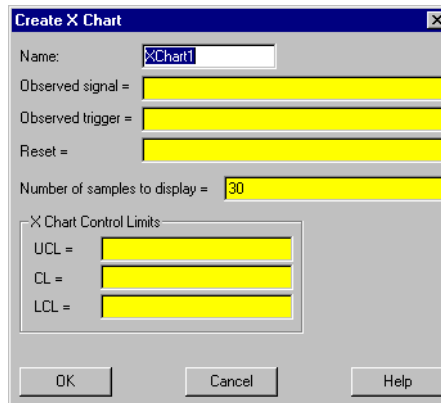 Create X Chart
Name: XChart1
Observed signal =
Observed trigger =
Reset =
Number of samples to display = 30
X Chart Control Limits
UCL =
CL =
LCL =
OK Cancel Help